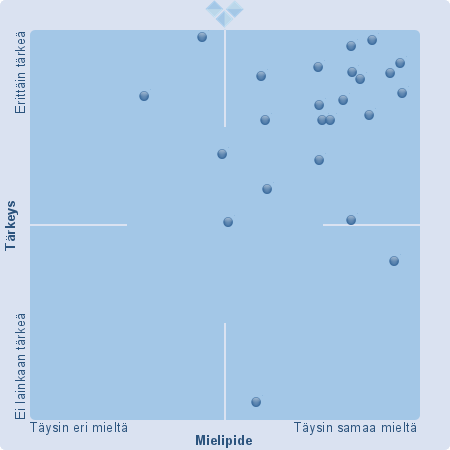 Erittäin tärkeä
Tärkeys
Ei lainkaan tärkeä
Täysin eri mieltä
Täysin samaa mieltä
Mielipide